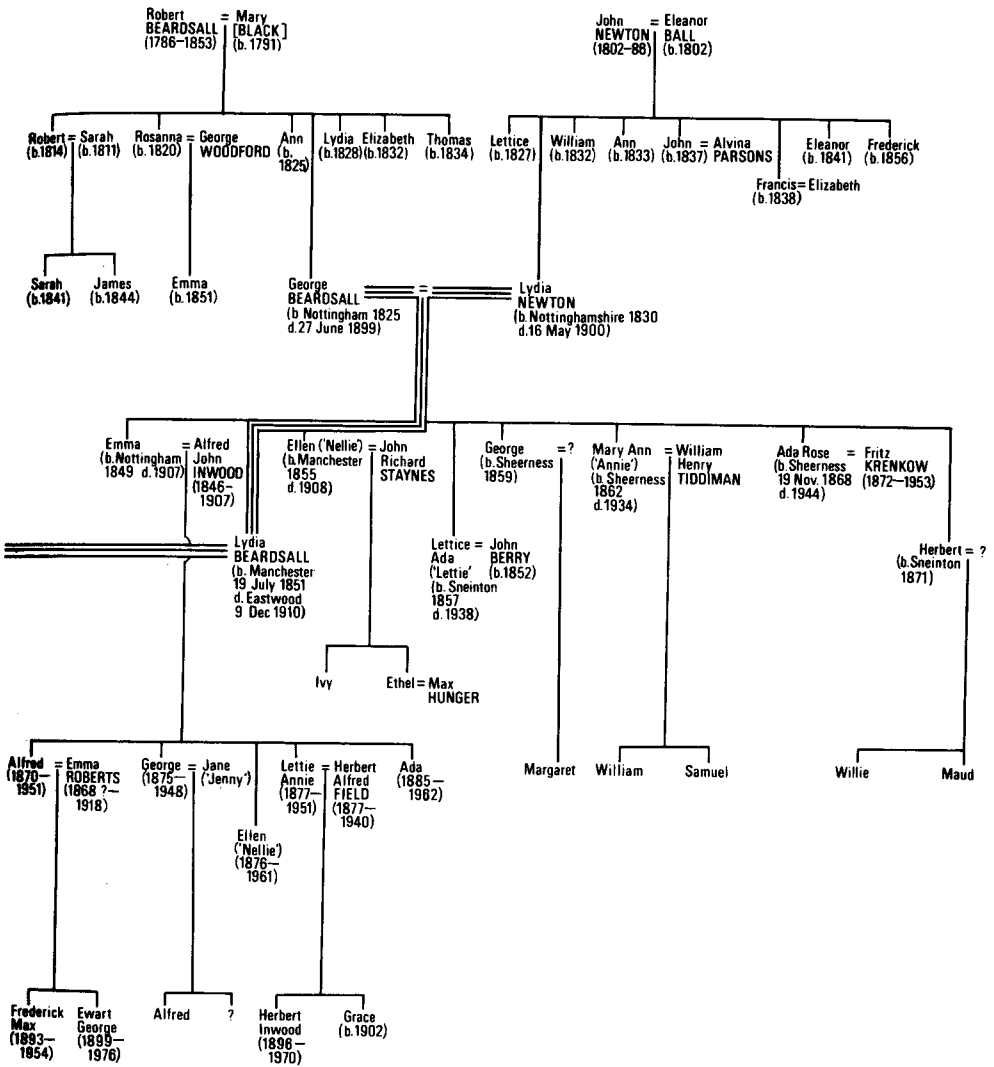 Robert = Mary
BEARDSALL [BLACK]
(1786–1853) (b.1791)
John = Eleanor
NEWTON BALL
(1802–86) (b.1802)
Robert = Sarah
(b.1814) (b.1811)
Rosanna = George
(b.1820) WOODFORD
Ann
(b.
1825)
Lydia
(b.1828)
Elizabeth
(b.1832)
Thomas
(b.1834)
Lettice
(b.1827)
William
(b.1832)
Ann
(b.1833)
John = Alvina
(b.1837) PARSONS
Francis = Elizabeth
(b.1838)
Eleanor
(b.1841)
Frederick
(b.1856)
Sarah
(b.1841)
James
(b.1844)
Emma
(b.1851)
George
BEARDSALL
(b Nottingham 1825
d.27 June 1899)
=
Lydia
NEWTON
(b.Nottinghamshire 1830
d.16 May 1900)
Emma = Alfred
(b.Nottingham John
1849 d.1907) INWOOD
(1846–
1907)
Ellen ('Nellie') = John
(b.Manchester Richard
1855 STAYNES
d.1908)
George = ?
(b.Sheerness
1859)
Mary Ann = William
('Annie') Henry
(b.Sheerness TIDDIMAN
1862
d.1934)
Ada Rose = Fritz
(b.Sheerness KRENKOW
19 Nov. 1868 (1872–1953)
d.1944)
Lydia
BEARDSALL
(b. Manchester
19 July 1851
d. Eastwood
9 Dec 1910)
Lettice = John
Ada BERRY
('Lettie' (b.1852)
(b.Sneinton
1857
d.1938)
Herbert = ?
(b.Sneinton
1871)
Ivy
Ethel = Max
HUNGER
Alfred = Emma
(1870– ROBERTS
1951) (1868 ?–
1918)
George = Jane
(1875– ('Jenny')
1948)
Ellen
('Nellie')
(1876–
1961)
Lettie = Herbert
Annie Alfred
(1877– FIELD
1951) (1877–
1940)
Ada
(1885–
1962)
Margaret
William
Samuel
Willie
Maud
Frederick
Max
(1893–
1954)
Ewart
George
(1899–
1976)
Alfred
?
Herbert
Inwood
(1896–
1970)
Grace
(b.1902)